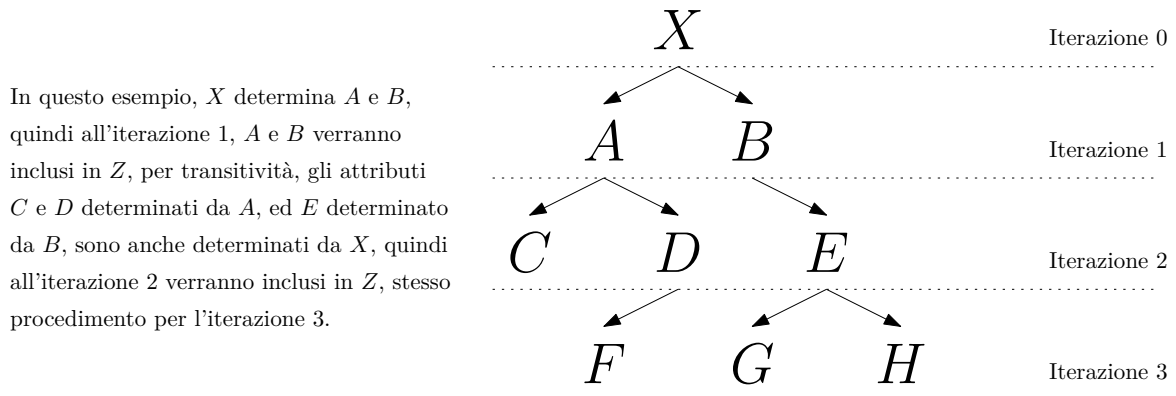 In questo esempio, X determina A e B,
quindi all'iterazione 1, A e B verranno
inclusi in Z, per transitività, gli attributi
C e D determinati da A, ed E determinato
da B, sono anche determinati da X, quindi
all'iterazione 2 verranno inclusi in Z, stesso
procedimento per l'iterazione 3.
X
Iterazione 0
A B
Iterazione 1
C D E
Iterazione 2
F G H
Iterazione 3